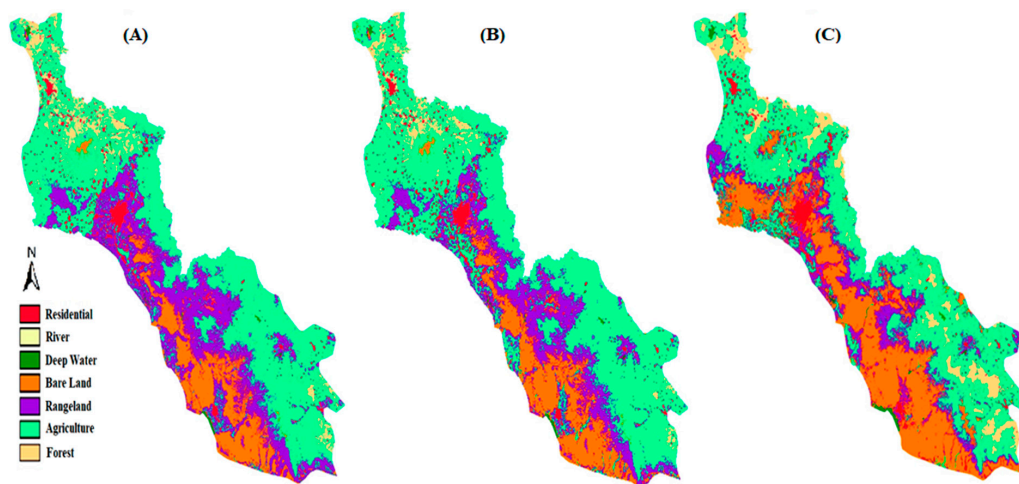 (A)
(B)
(C)
N
Residential
River
Deep Water
Bare Land
Rangeland
Agriculture
Forest